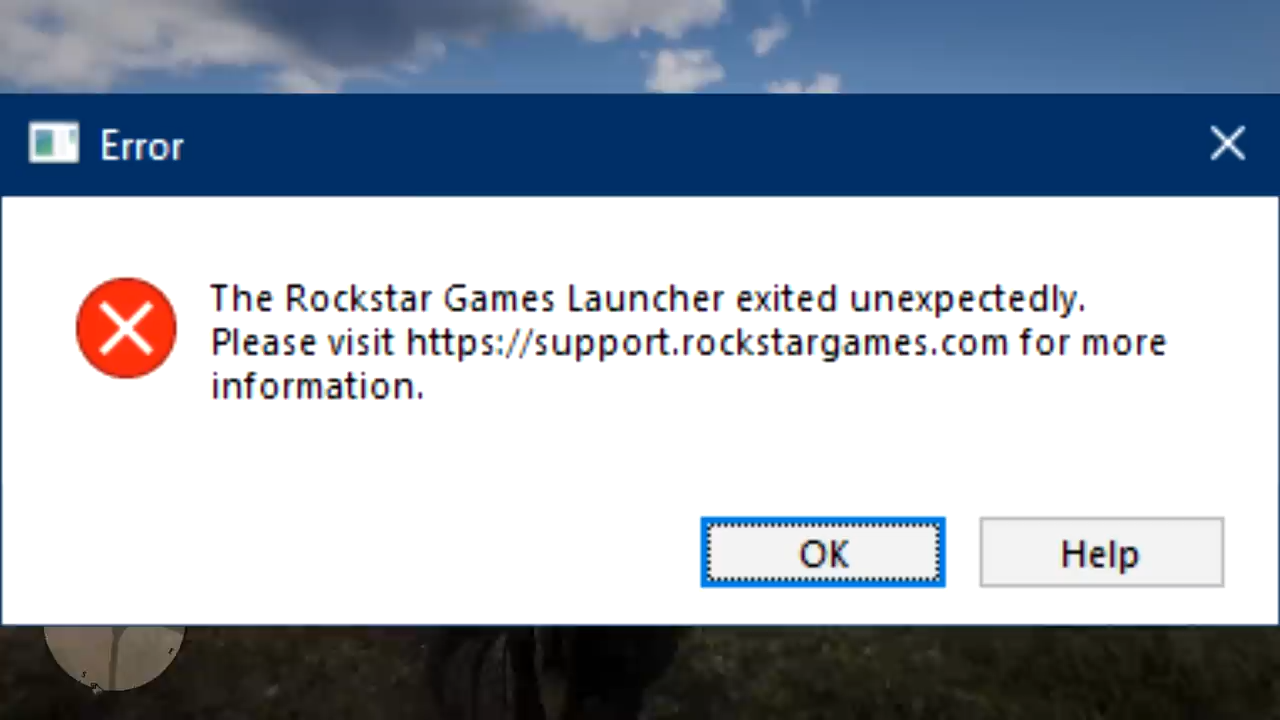 Error
The Rockstar Games Launcher exited unexpectedly.
Please visit https://support.rockstargames.com for more
information.
OK
Help